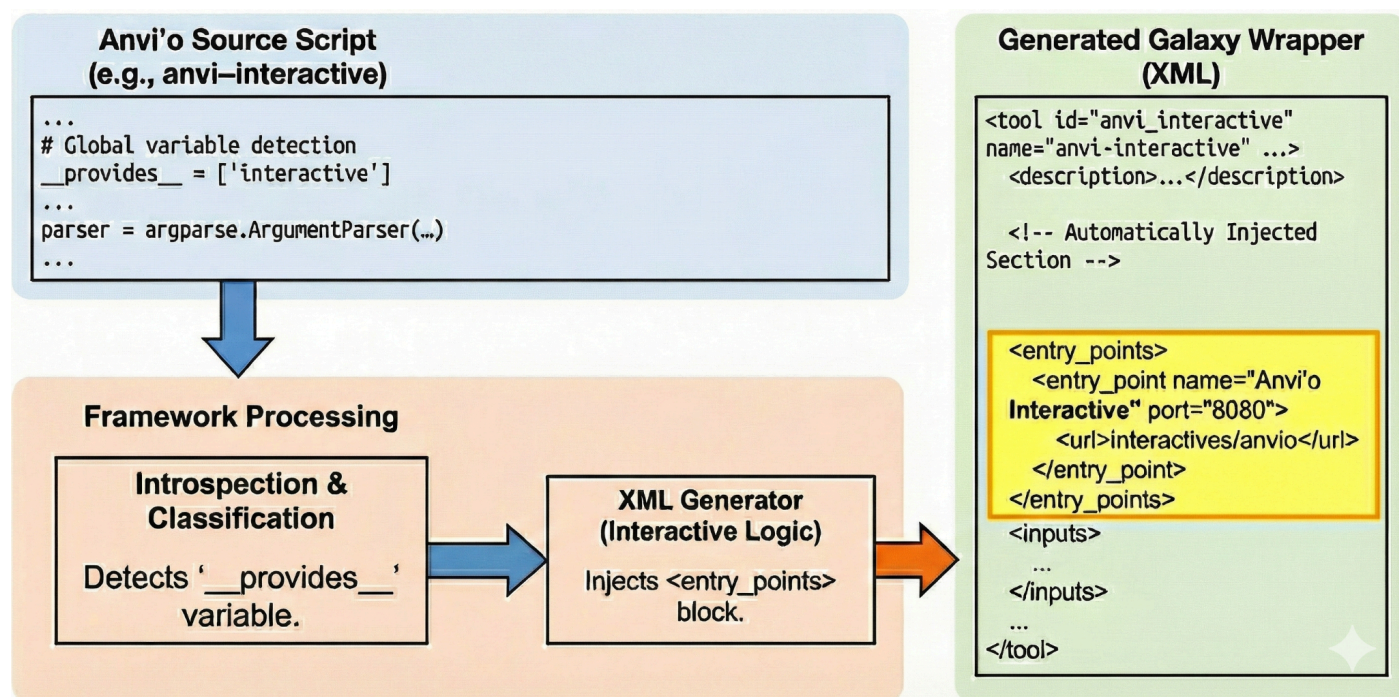 Anvi’o Source Script
(e.g., anvi–interactive)
...
# Global variable detection
__provides__ = ['interactive']
...
parser = argparse.ArgumentParser(…)
...
Framework Processing
Introspection &
Classification
Detects ‘__provides__’
variable.
XML Generator
(Interactive Logic)
Injects <entry_points>
block.
Generated Galaxy Wrapper
(XML)
<tool id="anvi_interactive"
name="anvi-interactive" ...>
<description>...</description>
<!-- Automatically Injected
Section -->
<entry_points>
<entry_point name="Anvi'o
Interactive" port="8080">
<url>interactives/anvio</url>
</entry_point>
</entry_points>
<inputs>
...
</inputs>
...
</tool>